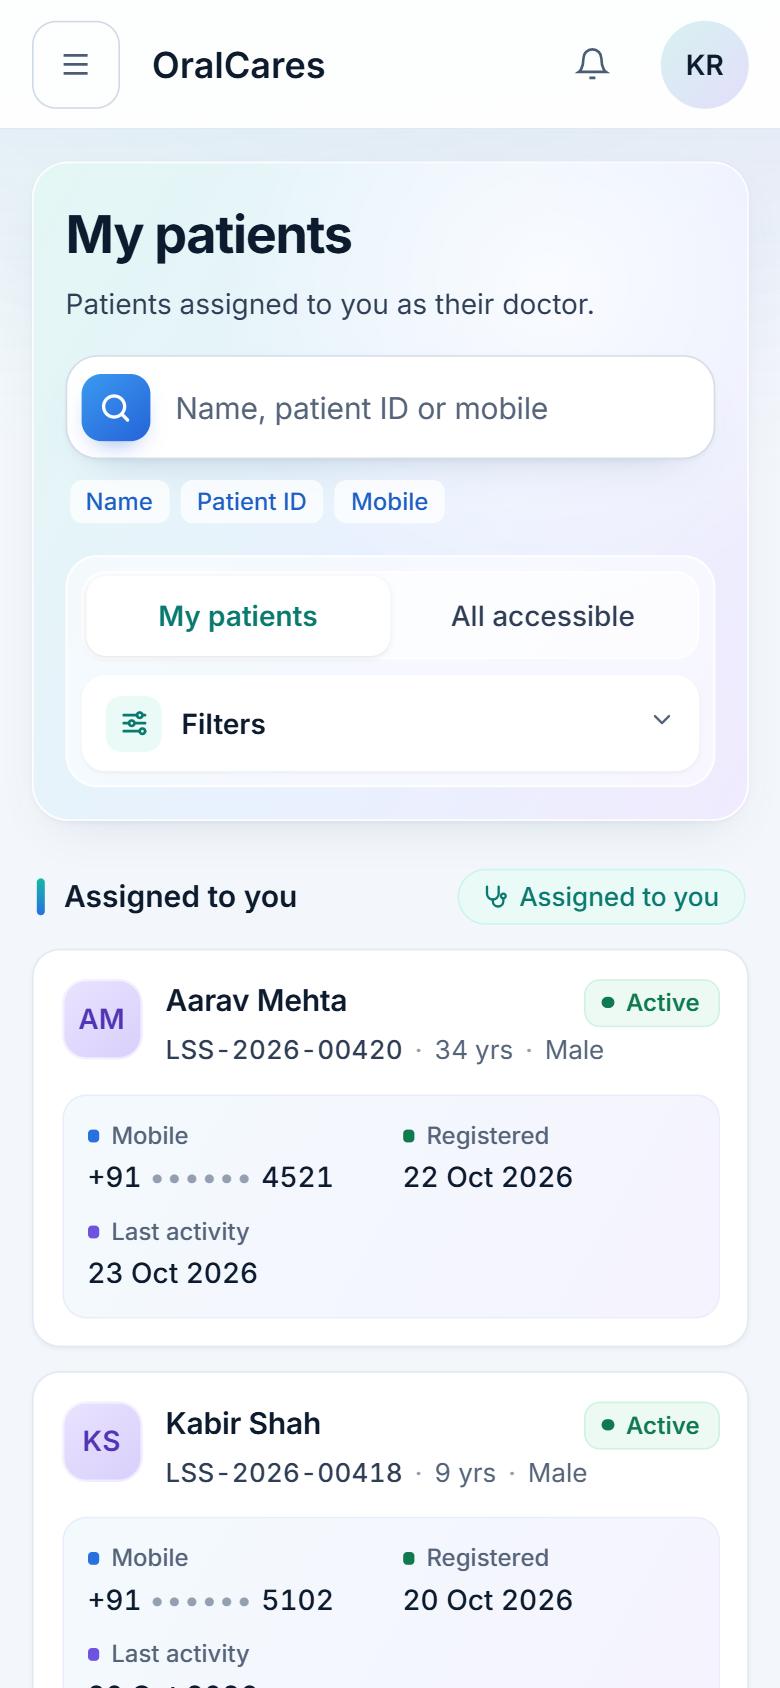 OralCares
KR
My patients
Patients assigned to you as their doctor.
Name, patient ID or mobile
Name
Patient ID
Mobile
My patients
All accessible
Filters
Assigned to you
Assigned to you
AM
Aarav Mehta
Active
LSS-2026-00420 · 34 yrs · Male
Mobile
Registered
+91 •••••• 4521
22 Oct 2026
Last activity
23 Oct 2026
KS
Kabir Shah
Active
LSS-2026-00418 · 9 yrs · Male
Mobile
Registered
+91 •••••• 5102
20 Oct 2026
Last activity